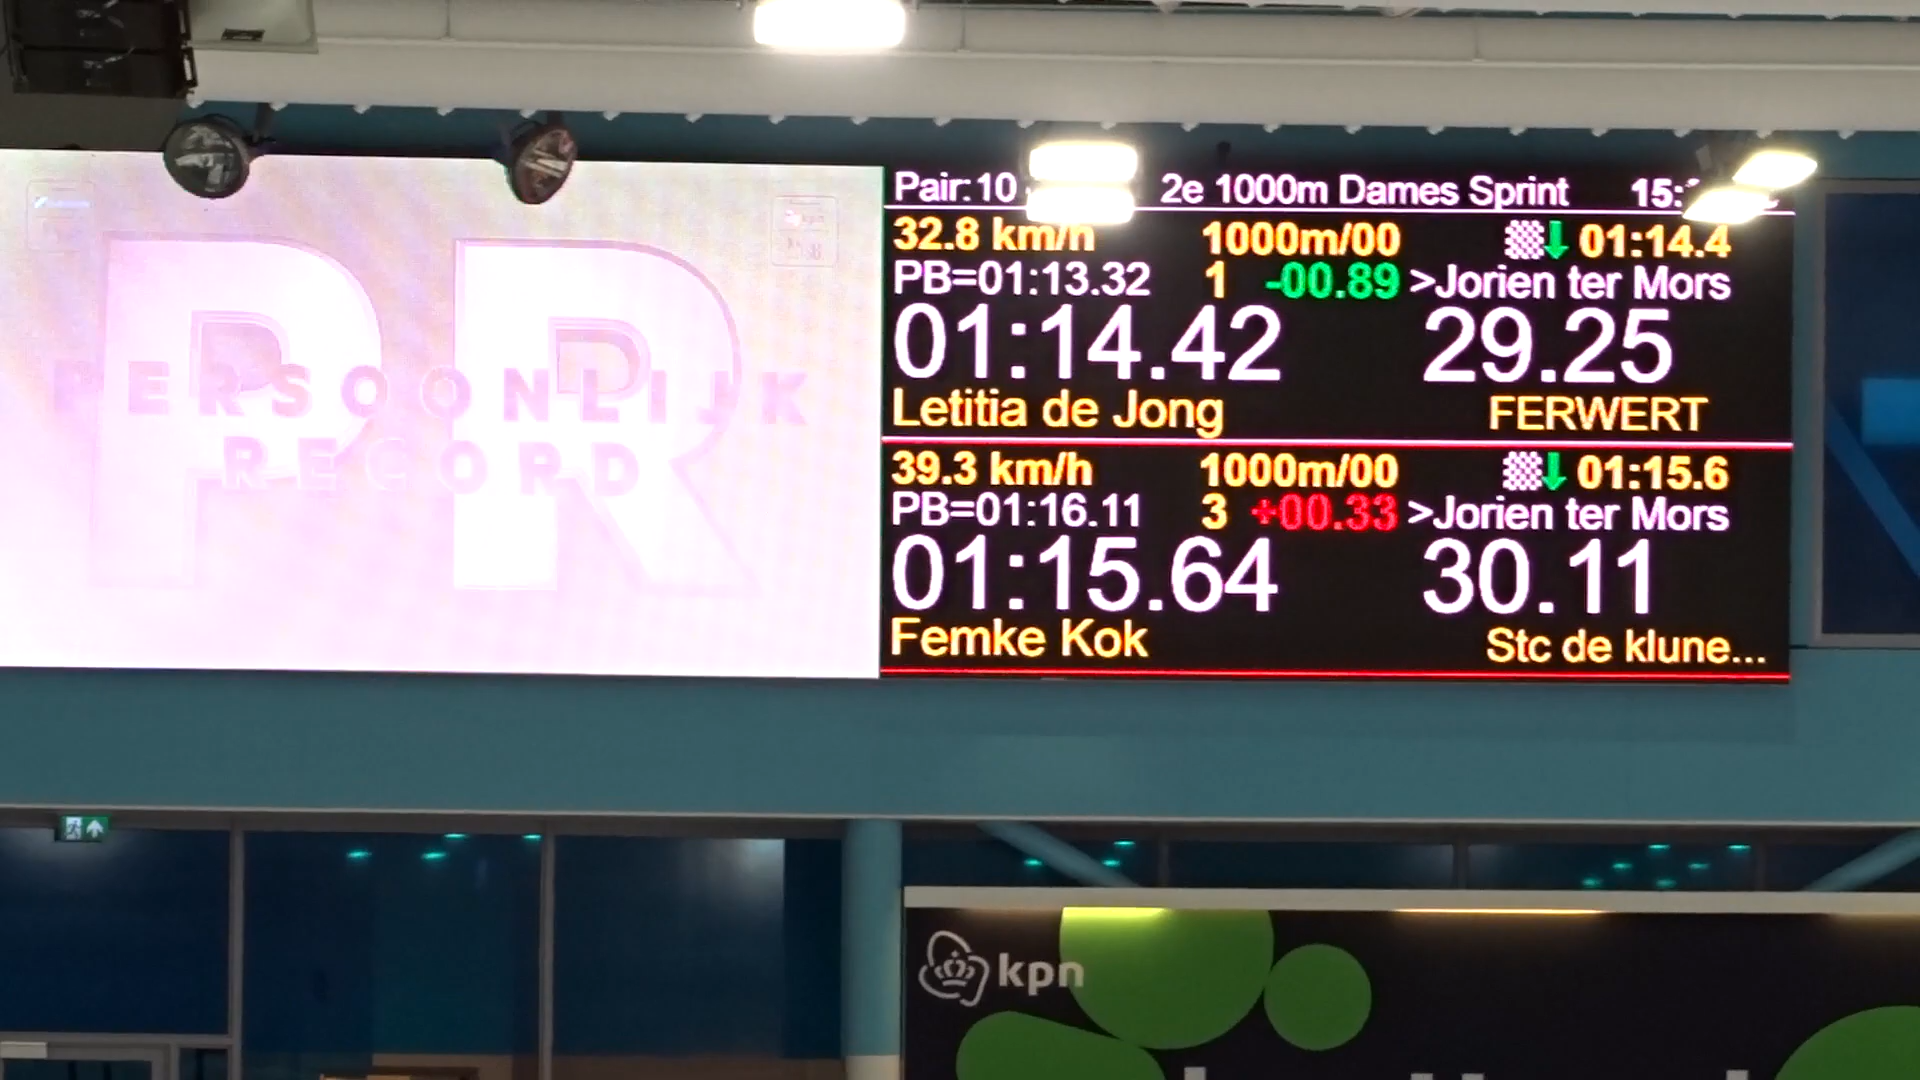 PR
PERSOONLIJK
RECORD
Pair: 10
2e 1000m Dames Sprint
15:
32.8 km/h 1000m/00 01:14.4
PB=01:13.32 1 -00.89 >Jorien ter Mors
01:14.42 29.25
Letitia de Jong FERWERT
39.3 km/h 1000m/00 01:15.6
PB=01:16.11 3 +00.33 >Jorien ter Mors
01:15.64 30.11
Femke Kok Stc de klune...
kpn